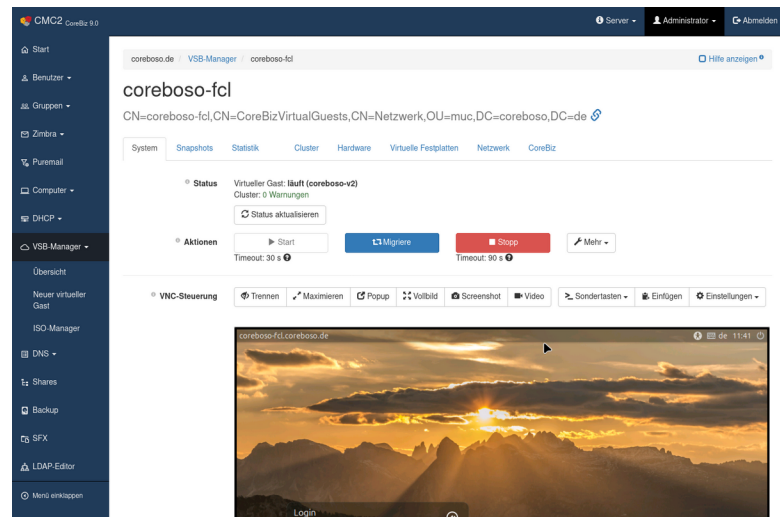 CMC2 CoreBiz 9.0
Server
Administrator
Abmelden
Start
Benutzer
Gruppen
Zimbra
Puremail
Computer
DHCP
VSB-Manager
Übersicht
Neuer virtueller
Gast
ISO-Manager
DNS
Shares
Backup
SFX
LDAP-Editor
Menü einklappen
coreboso.de / VSB-Manager / coreboso-fcl
Hilfe anzeigen
coreboso-fcl
CN=coreboso-fcl,CN=CoreBizVirtualGuests,CN=Netzwerk,OU=muc,DC=coreboso,DC=de
System Snapshots Statistik Cluster Hardware Virtuelle Festplatten Netzwerk CoreBiz
Status Virtueller Gast: läuft (coreboso-v2)
Cluster: 0 Warnungen
Status aktualisieren
Aktionen Start Migriere Stopp Mehr
Timeout: 30 s Timeout: 90 s
VNC-Steuerung Trennen Maximieren Popup Vollbild Screenshot Video Sondertasten Einfügen Einstellungen
coreboso-fcl.coreboso.de de 11:41
Login